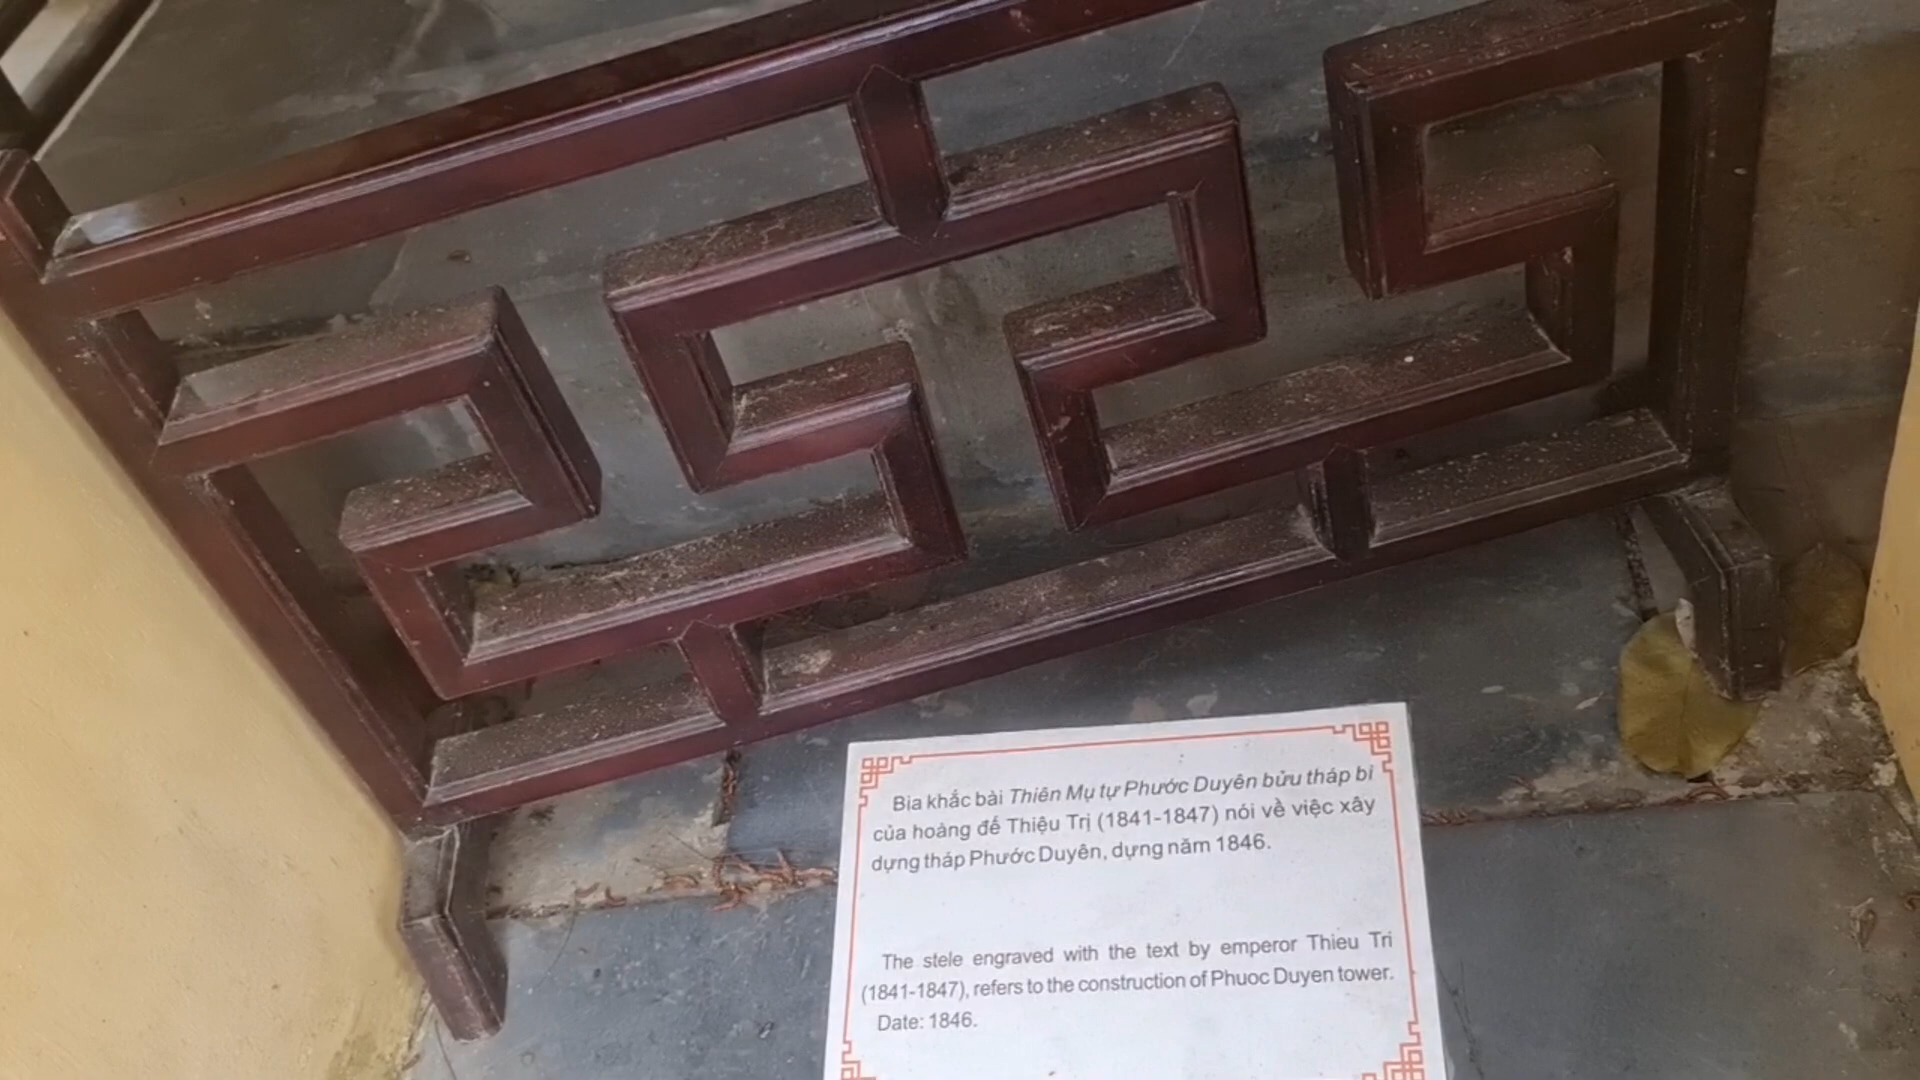 Bia khắc bài Thiên Mụ tự Phước Duyên bửu tháp bi
của hoàng đế Thiệu Trị (1841-1847) nói về việc xây
dựng tháp Phước Duyên, dựng năm 1846.
The stele engraved with the text by emperor Thieu Tri
(1841-1847), refers to the construction of Phuoc Duyen tower.
Date: 1846.